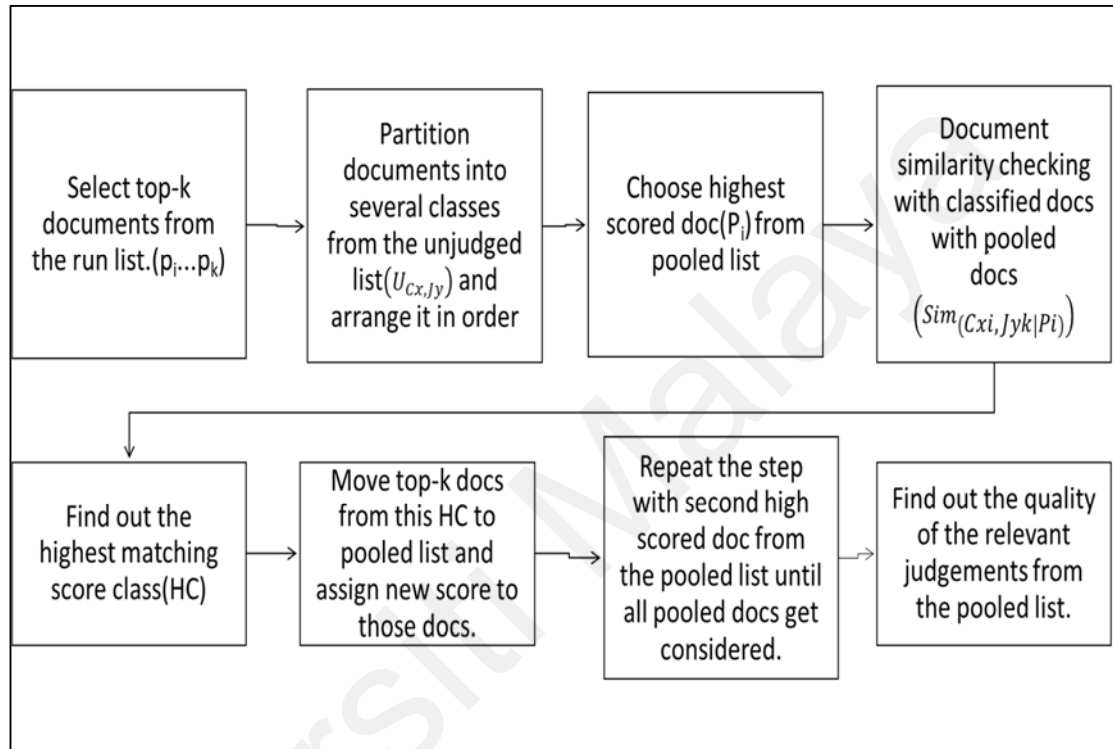 Select top-k
documents from
the run list.(pᵢ...pₖ)
Partition
documents into
several classes
from the unjudged
list(U_{Cx,Jy}) and
arrange it in order
Choose highest
scored doc(Pᵢ) from
pooled list
Document
similarity checking
with classified docs
with pooled
docs
(Sim_{(Cxi,Jyk|Pi)})
Find out the
highest matching
score class(HC)
Move top-k docs
from this HC to
pooled list and
assign new score to
those docs.
Repeat the step
with second high
scored doc from
the pooled list until
all pooled docs get
considered.
Find out the quality
of the relevant
judgements from
the pooled list.
rsiti Malaya